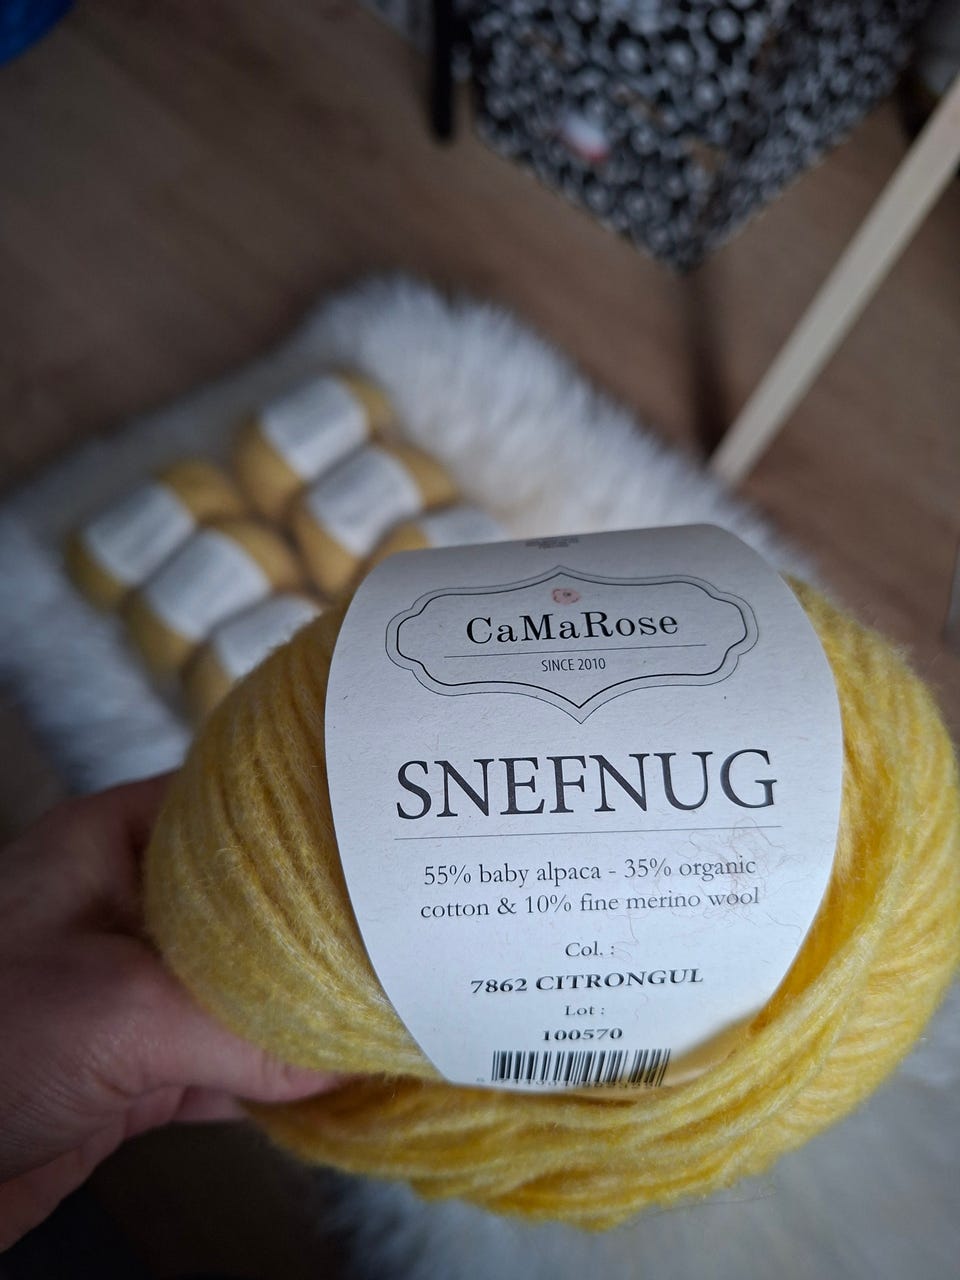 CaMaRose
SINCE 2010
SNEFNUG
55% baby alpaca - 35% organic
cotton & 10% fine merino wool
Col. :
7862 CITRONGUL
Lot :
100570